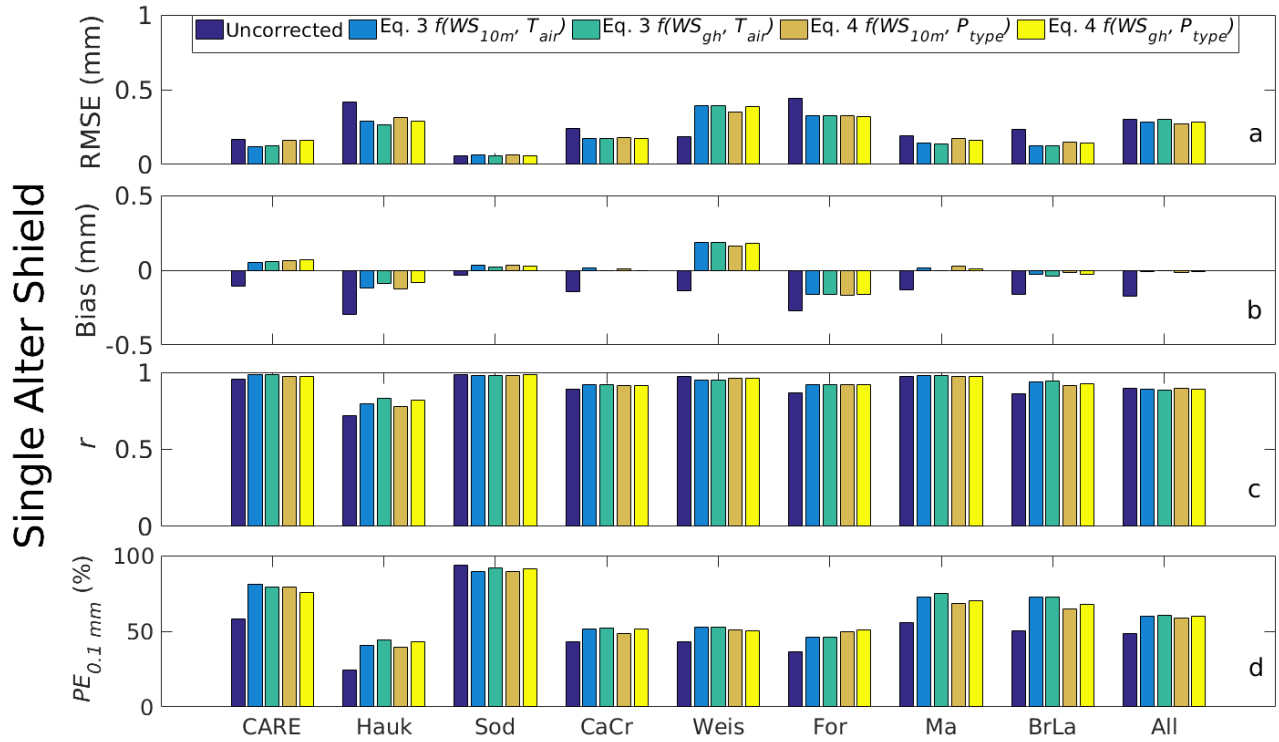 Single Alter Shield
Uncorrected Eq. 3 f(WS10m, Tair) Eq. 3 f(WSgh, Tair) Eq. 4 f(WS10m, Ptype) Eq. 4 f(WSgh, Ptype)
RMSE (mm)
1
0.5
0
a
Bias (mm)
0.5
0
-0.5
b
r
1
0.5
0
c
PE0.1 mm (%)
100
50
0
d
CARE Hauk Sod CaCr Weis For Ma BrLa All